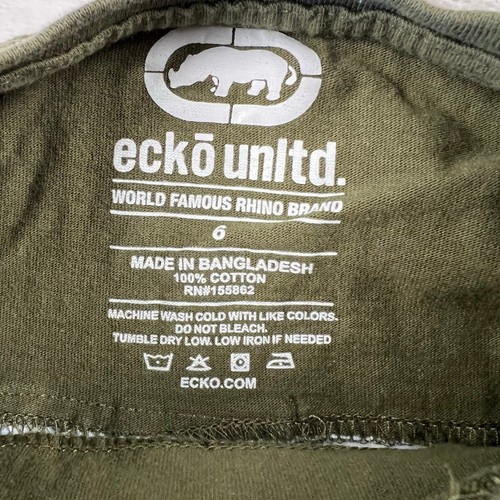 eckō unltd.
WORLD FAMOUS RHINO BRAND
6
MADE IN BANGLADESH
100% COTTON
RN#155862
MACHINE WASH COLD WITH LIKE COLORS.
DO NOT BLEACH.
TUMBLE DRY LOW. LOW IRON IF NEEDED
ECKO.COM